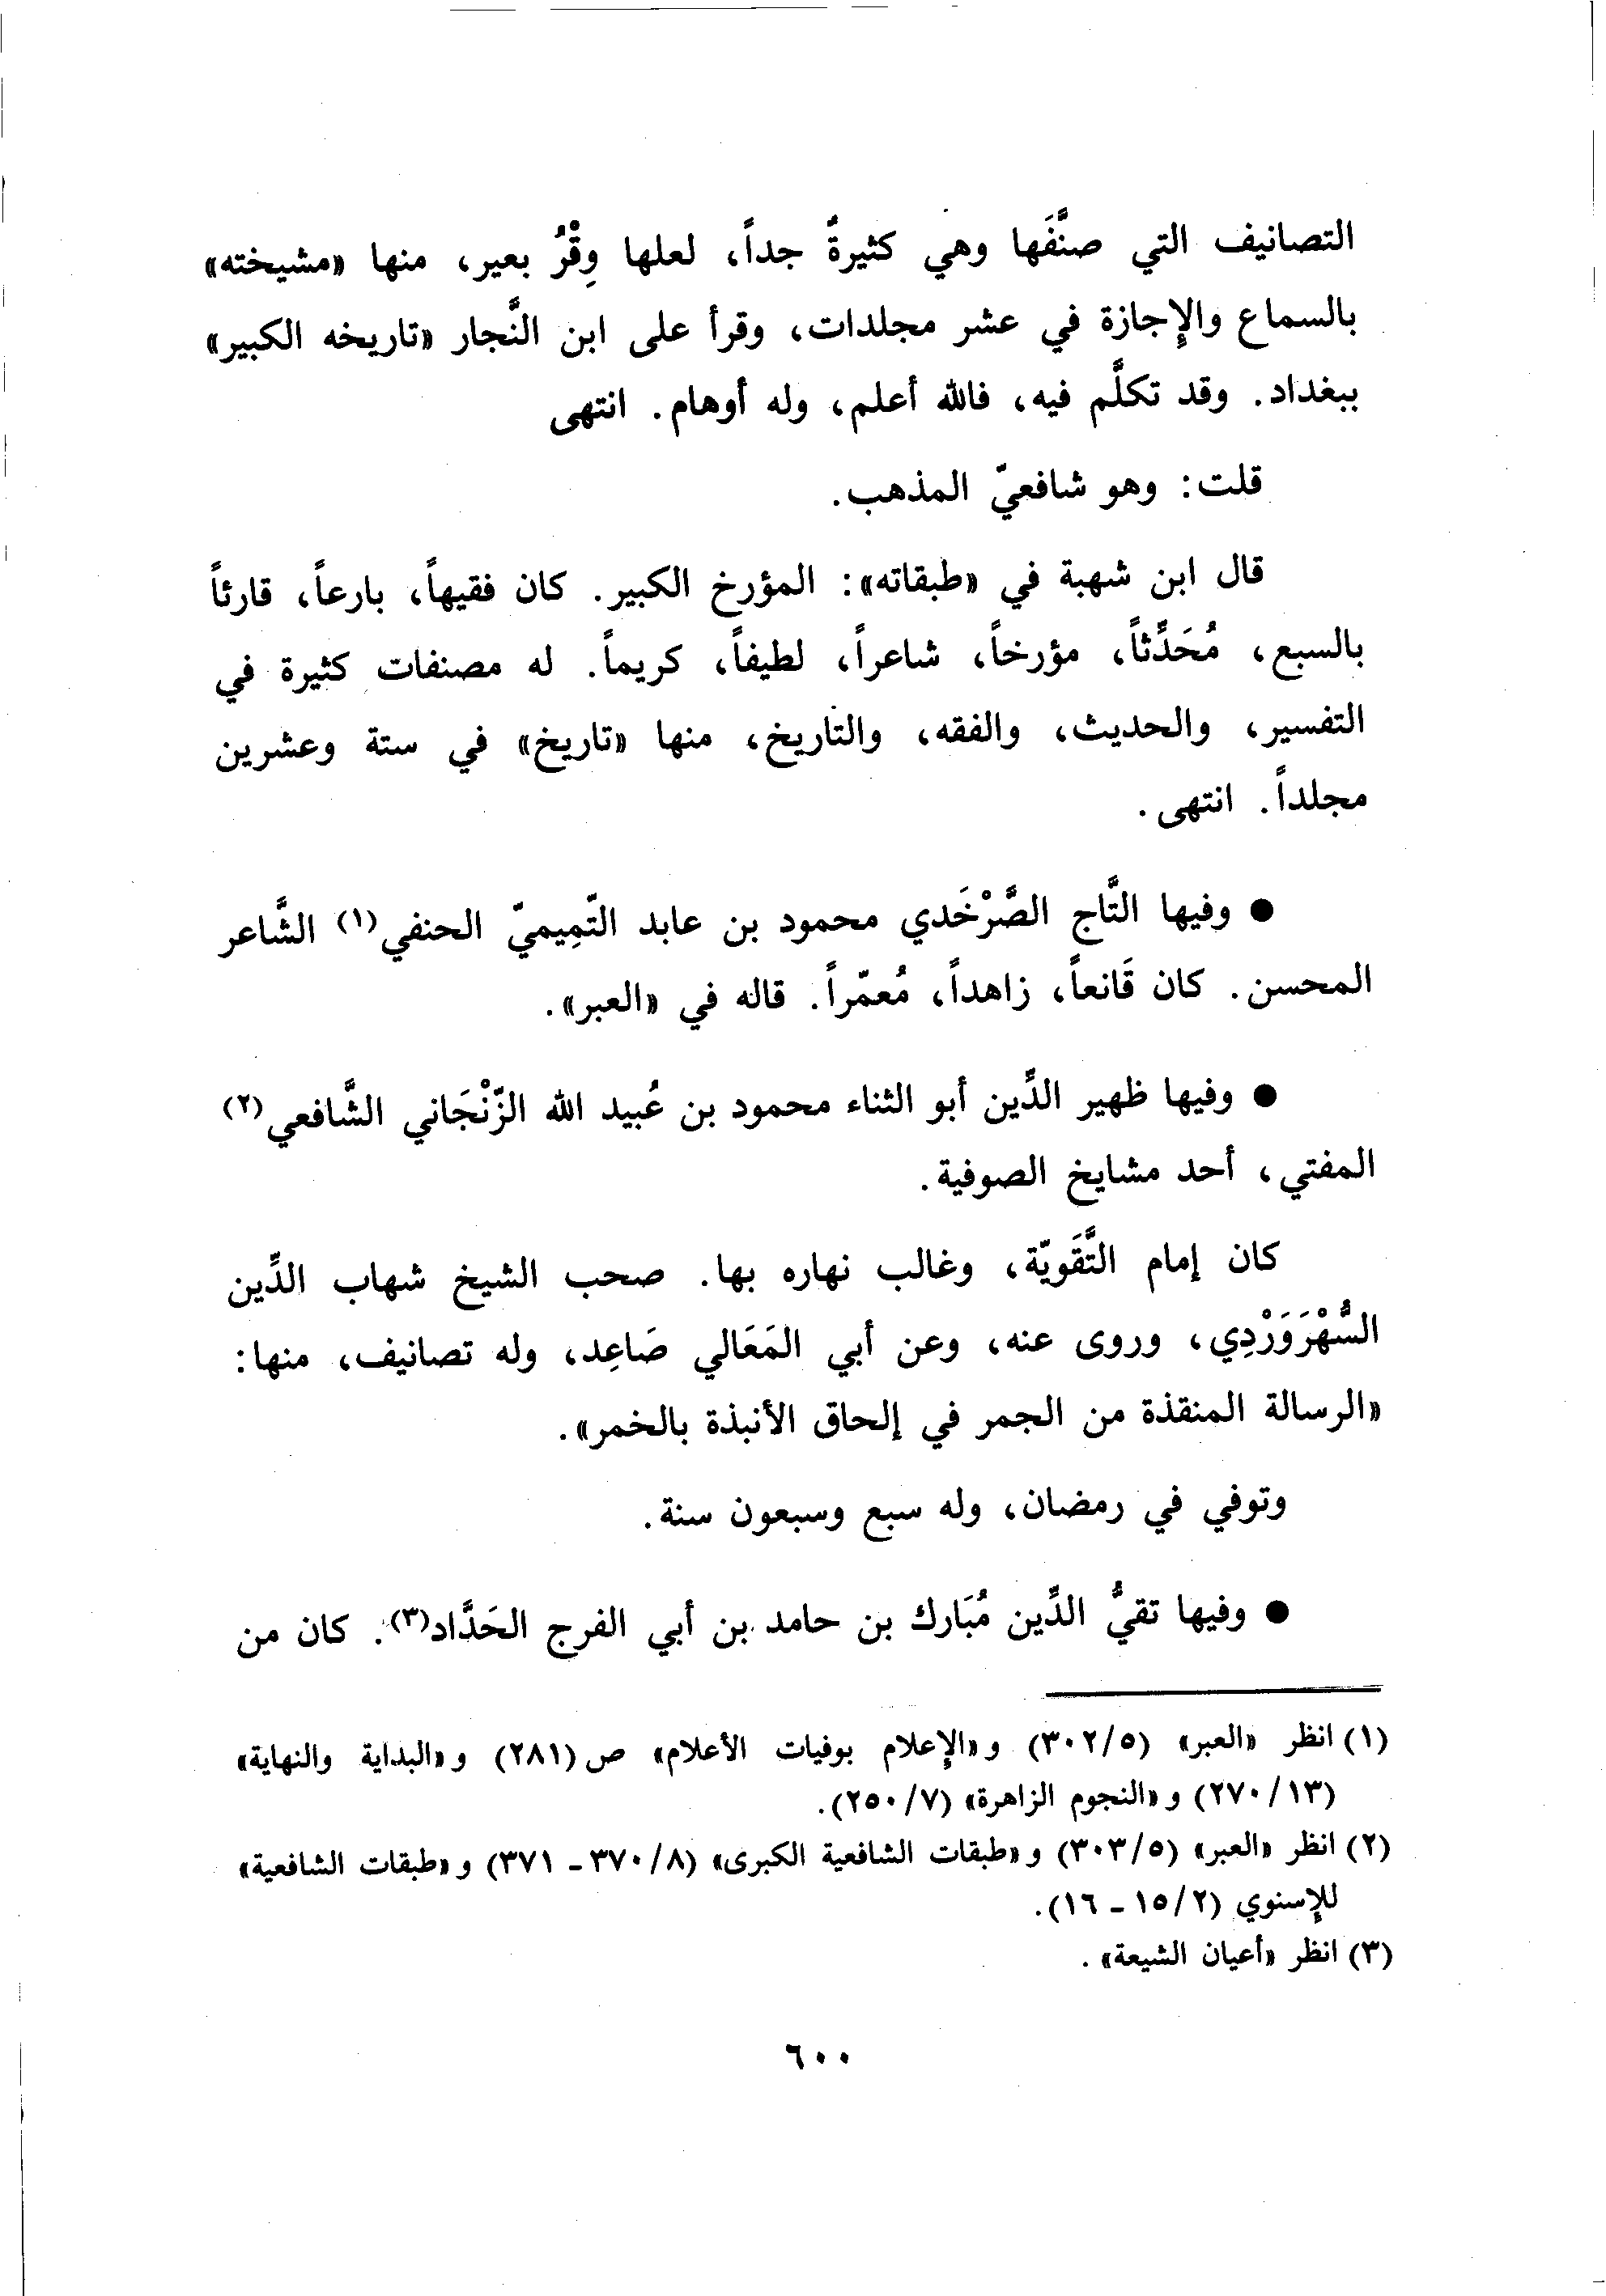 التصانيف التي صنَّفَها وهي كثيرةٌ جداً، لعلها وِقْرُ بعير، منها «مشيخته»
بالسماع والإِجازة في عشر مجلدات، وقرأ على ابن النَّجار «تاريخه الكبير»
ببغداد. وقد تكلَّم فيه، فالله أعلم، وله أوهام. انتهى
قلت: وهو شافعيّ المذهب.
قال ابن شهبة في «طبقاته»: المؤرخ الكبير. كان فقيهاً، بارعاً، قارئاً
بالسبع، مُحَدِّثاً، مؤرخاً، شاعراً، لطيفاً، كريماً. له مصنفات كثيرة في
التفسير، والحديث، والفقه، والتاريخ، منها «تاريخ» في ستة وعشرين
مجلداً. انتهى.
● وفيها التَّاج الصَّرْخَدي محمود بن عابد التّمِيميّ الحنفي (١) الشَّاعر
المحسن. كان قَانعاً، زاهداً، مُعمّراً. قاله في «العبر».
● وفيها ظهير الدِّين أبو الثناء محمود بن عُبيد الله الزّنْجَاني الشَّافعي (٢)
المفتي، أحد مشايخ الصوفية.
كان إمام التَّقَويّة، وغالب نهاره بها. صحب الشيخ شهاب الدِّين
السُّهْرَوَرْدِي، وروى عنه، وعن أبي المَعَالي صَاعِد، وله تصانيف، منها:
«الرسالة المنقذة من الجمر في إلحاق الأنبذة بالخمر».
وتوفي في رمضان، وله سبع وسبعون سنة.
● وفيها تقيُّ الدِّين مُبَارك بن حامد بن أبي الفرج الحَدَّاد (٣). كان من
(١) انظر «العبر» (٣٠٢/٥) و«الإِعلام بوفيات الأعلام» ص (٢٨١) و«البداية والنهاية»
(٢٧٠/١٣) و«النجوم الزاهرة» (٢٥٠/٧).
(٢) انظر «العبر» (٣٠٣/٥) و«طبقات الشافعية الكبرى» (٣٧٠/٨ ـ ٣٧١) و«طبقات الشافعية»
للإِسنوي (١٥/٢ ـ ١٦).
(٣) انظر «أعيان الشيعة».
٦٠٠